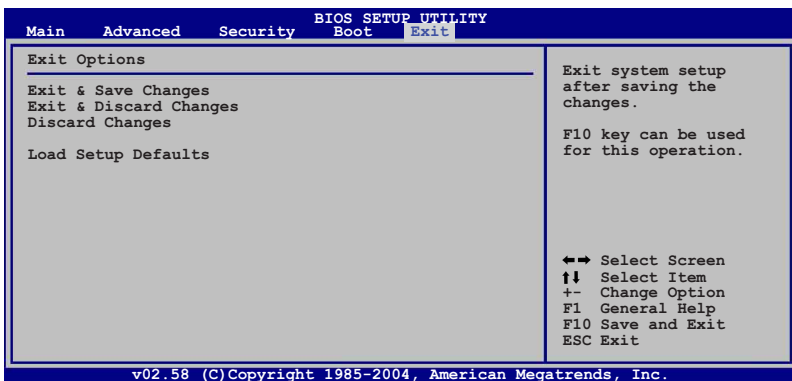 BIOS SETUP UTILITY
Main Advanced Security Boot Exit
Exit Options
Exit & Save Changes
Exit & Discard Changes
Discard Changes
Load Setup Defaults
Exit system setup
after saving the
changes.
F10 key can be used
for this operation.
←→ Select Screen
↑↓ Select Item
+- Change Option
F1 General Help
F10 Save and Exit
ESC Exit
v02.58 (C)Copyright 1985-2004, American Megatrends, Inc.